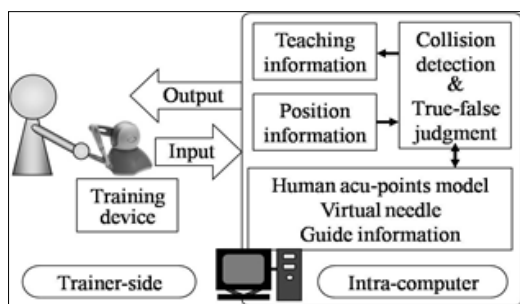 Teaching
information
Collision
detection
&
True-false
judgment
Output
Position
information
Input
Training
device
Human acu-points model
Virtual needle
Guide information
Trainer-side
Intra-computer